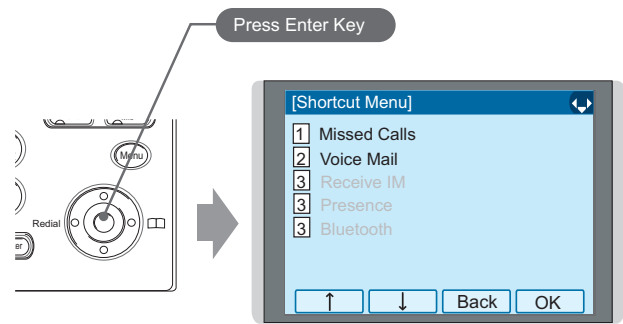 Press Enter Key
Menu
Redial
er
[Shortcut Menu]
1 Missed Calls
2 Voice Mail
3 Receive IM
3 Presence
3 Bluetooth
↑ ↓ Back OK